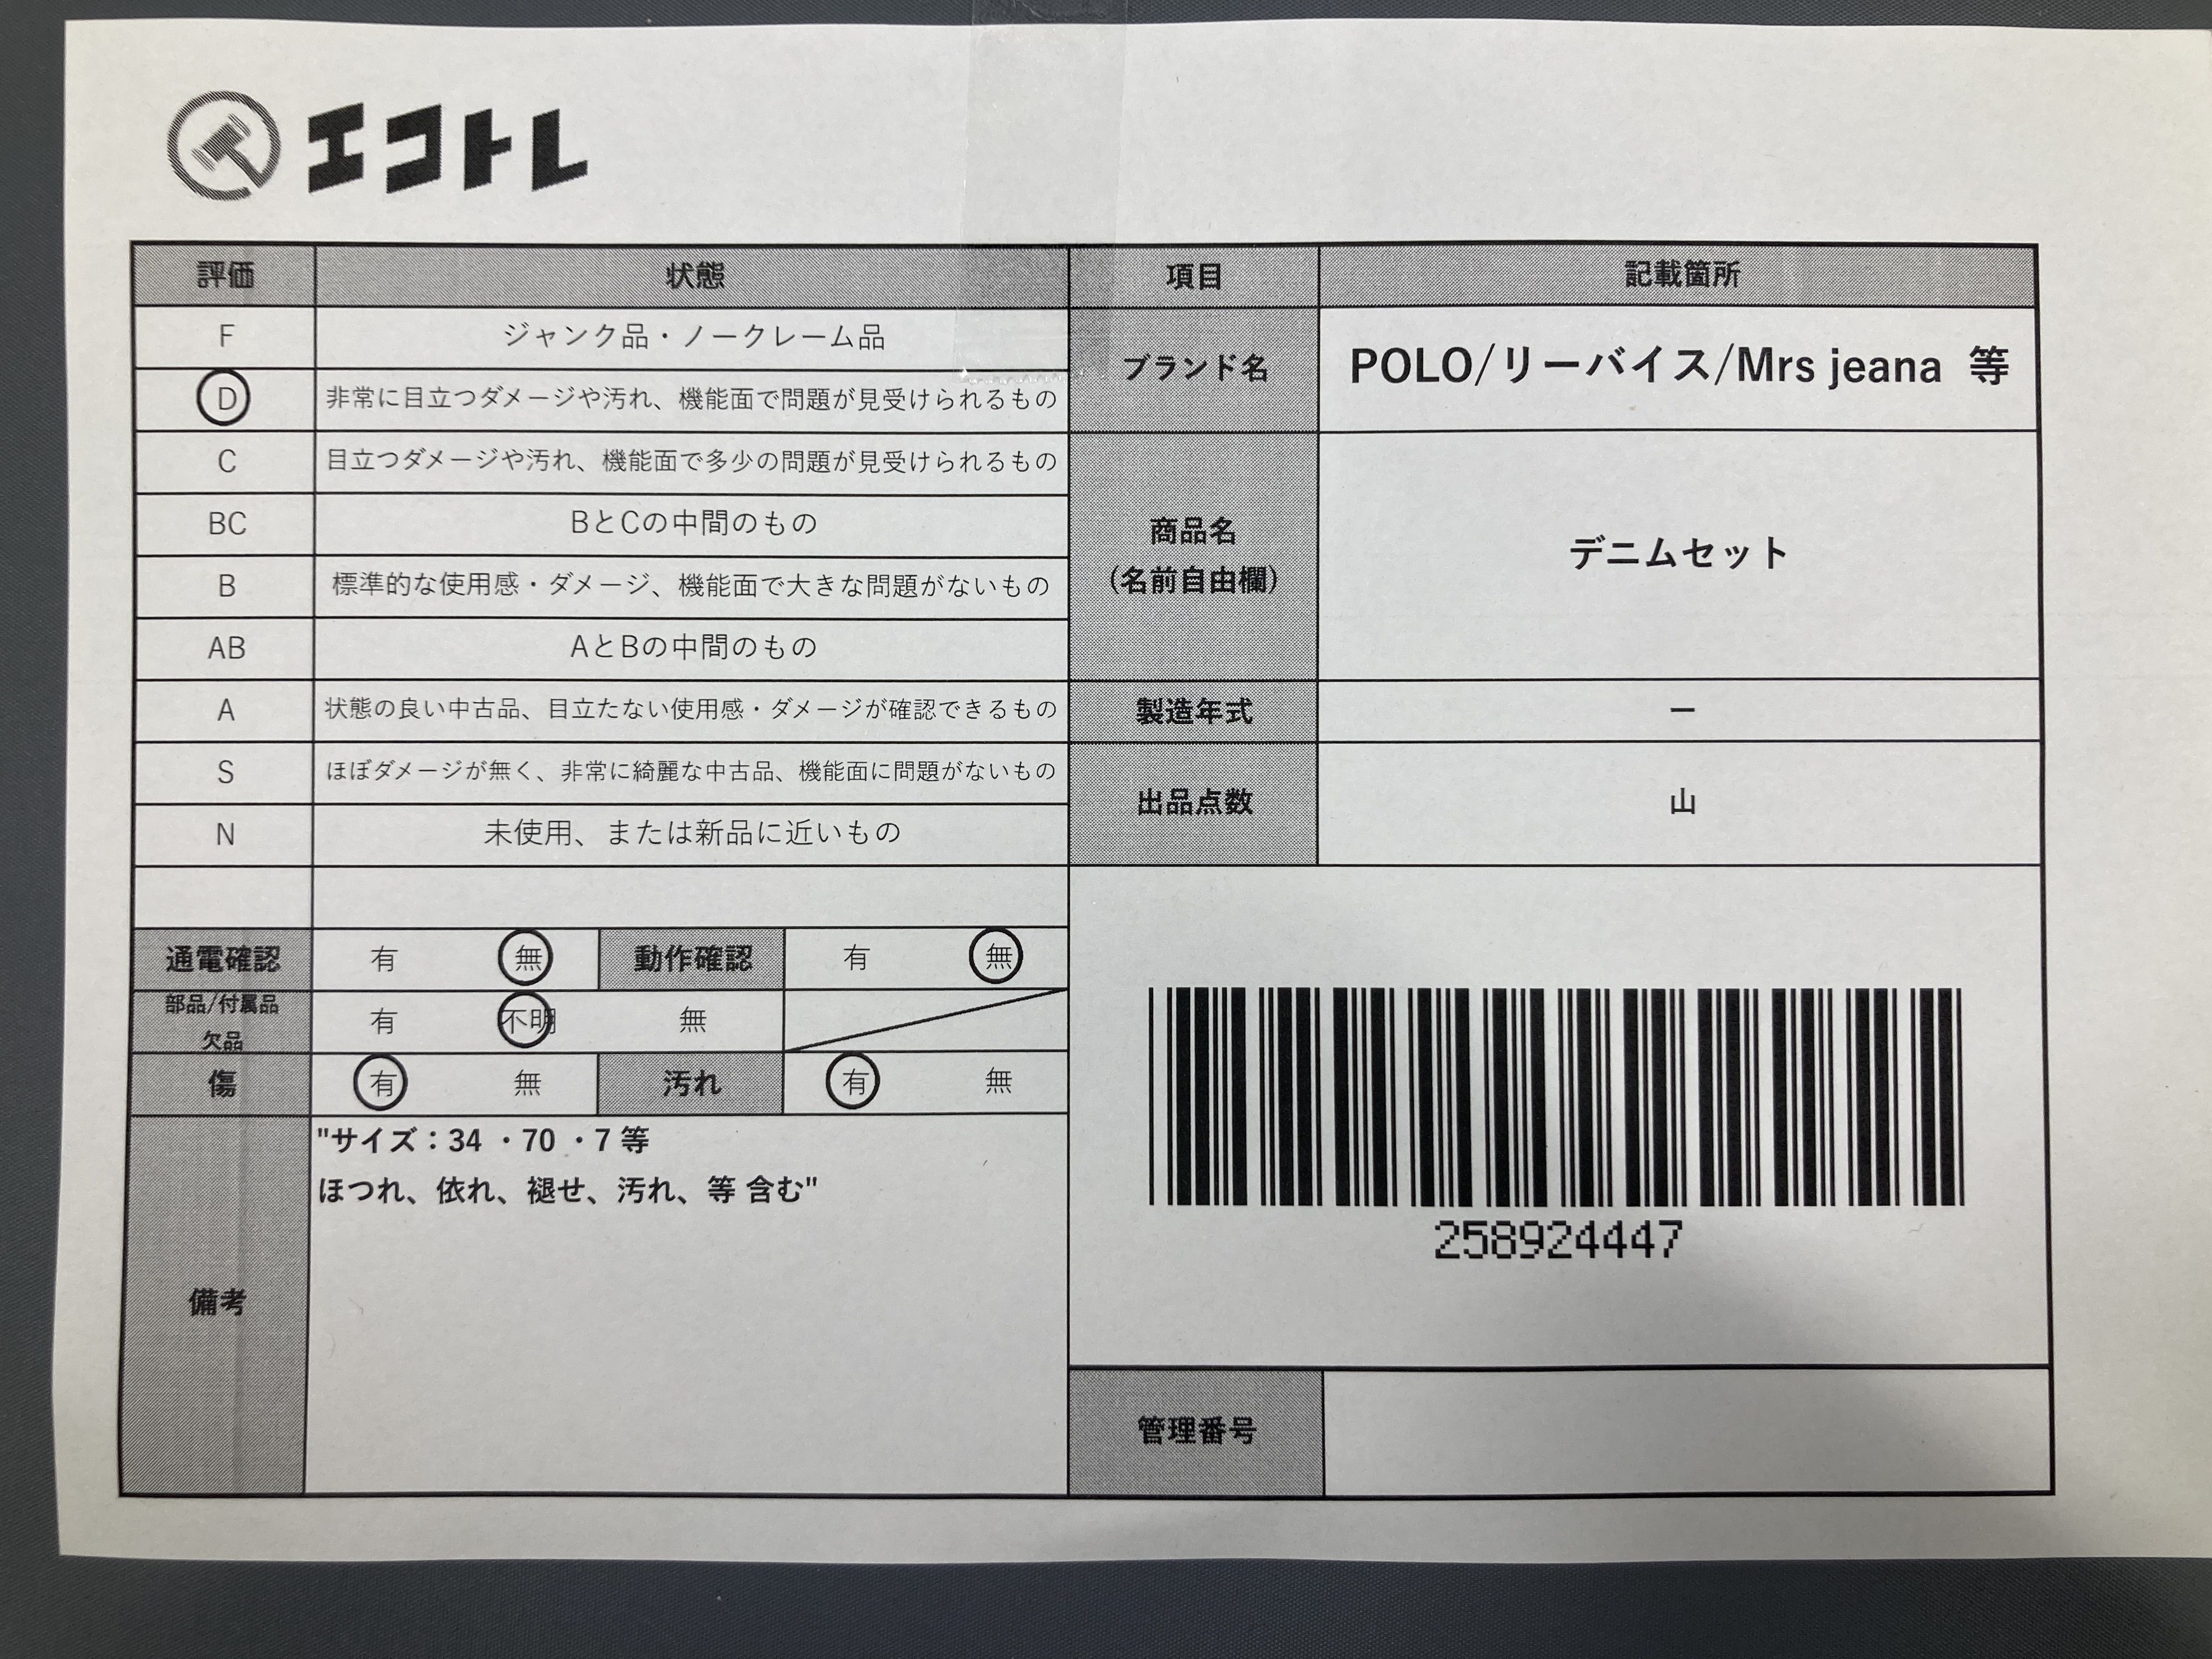 エコトレ
評価 状態 項目 記載箇所
F ジャンク品・ノークレーム品
D 非常に目立つダメージや汚れ、機能面で問題が見受けられるもの
ブランド名 POLO/リーバイス/Mrs jeana 等
C 目立つダメージや汚れ、機能面で多少の問題が見受けられるもの
BC BとCの中間のもの
B 標準的な使用感・ダメージ、機能面で大きな問題がないもの
AB AとBの中間のもの
商品名
(名前自由欄)
デニムセット
A 状態の良い中古品、目立たない使用感・ダメージが確認できるもの
製造年式 ー
S ほぼダメージが無く、非常に綺麗な中古品、機能面に問題がないもの
N 未使用、または新品に近いもの
出品点数 山
通電確認 有 無 動作確認 有 無
部品/付属品
欠品
有 不明 無
傷 有 無 汚れ 有 無
備考
"サイズ：34 ・70 ・7 等
ほつれ、依れ、褪せ、汚れ、等 含む"
258924447
管理番号